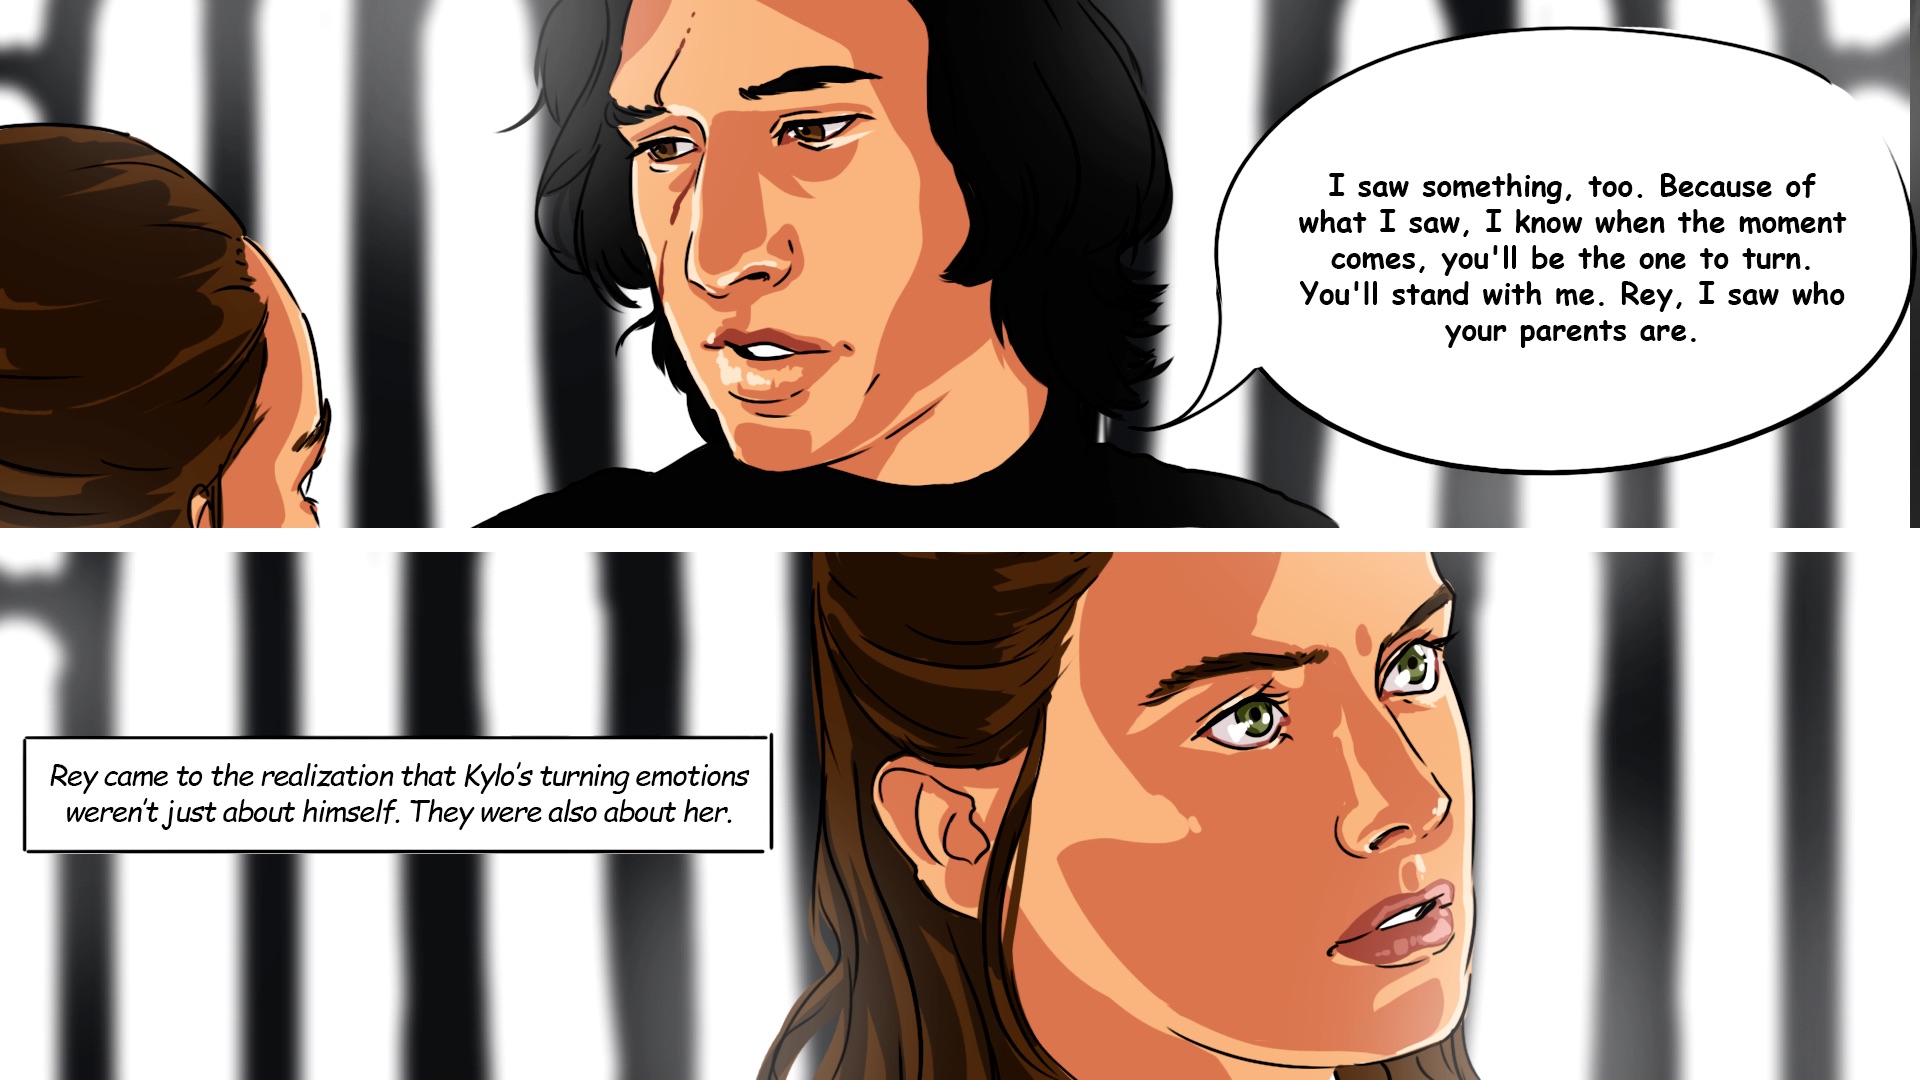 I saw something, too. Because of
what I saw, I know when the moment
comes, you'll be the one to turn.
You'll stand with me. Rey, I saw who
your parents are.
Rey came to the realization that Kylo's turning emotions
weren't just about himself. They were also about her.